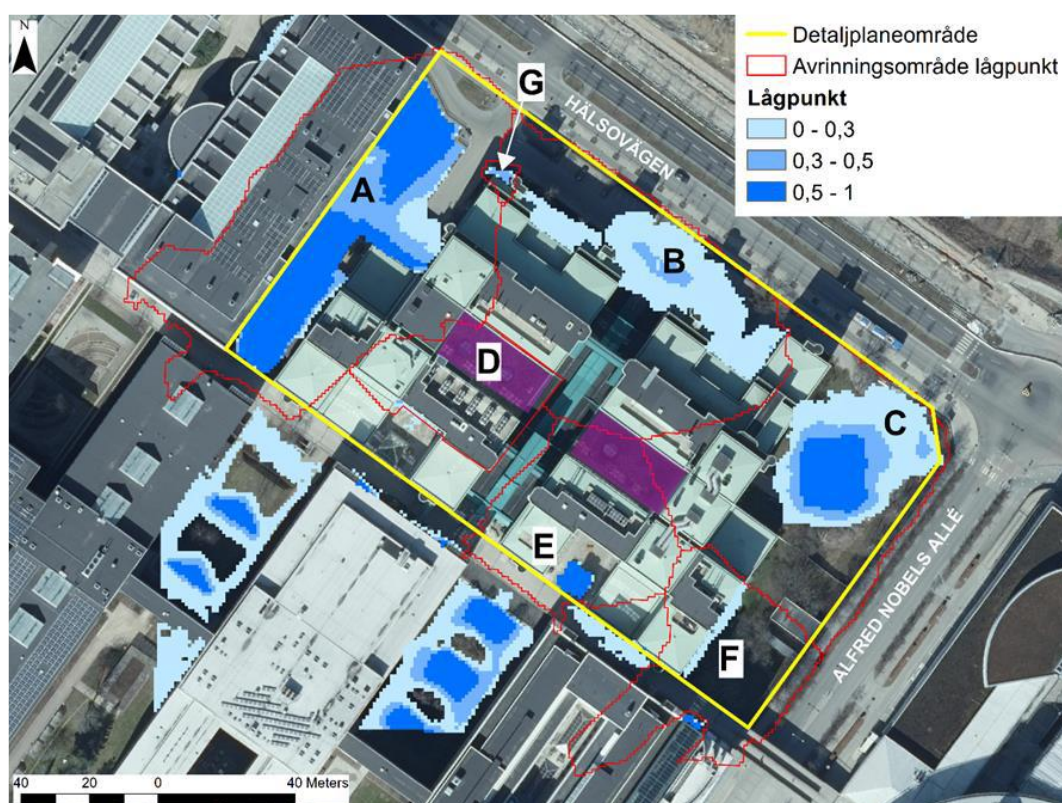 N
Detaljplaneområde
Avrinningsområde lågpunkt
Lågpunkt
0 - 0,3
0,3 - 0,5
0,5 - 1
G
HÄLSOVÄGEN
A
B
D
C
E
F
ALFRED NOBELS ALLÉ
40 20 0 40 Meters